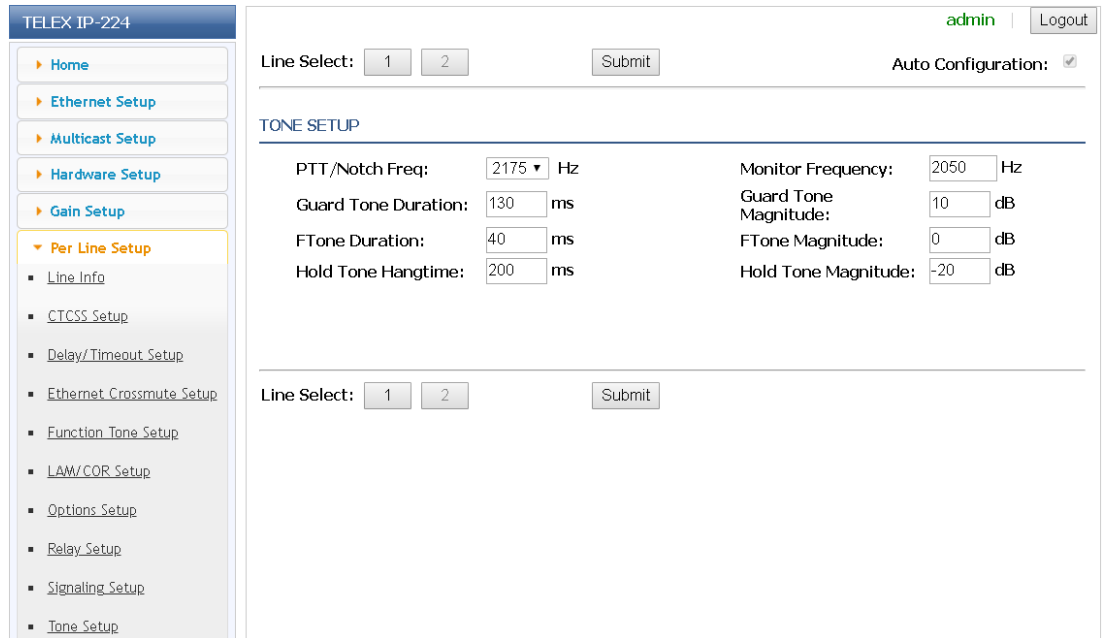 TELEX IP-224
Home
Ethernet Setup
Multicast Setup
Hardware Setup
Gain Setup
Per Line Setup
Line Info
CTCSS Setup
Delay/Timeout Setup
Ethernet Crossmute Setup
Function Tone Setup
LAM/COR Setup
Options Setup
Relay Setup
Signaling Setup
Tone Setup
admin | Logout
Line Select: 1 2 Submit Auto Configuration:
TONE SETUP
PTT/Notch Freq: 2175 Hz Monitor Frequency: 2050 Hz
Guard Tone Duration: 130 ms Guard Tone Magnitude: 10 dB
FTone Duration: 40 ms FTone Magnitude: 0 dB
Hold Tone Hangtime: 200 ms Hold Tone Magnitude: -20 dB
Line Select: 1 2 Submit